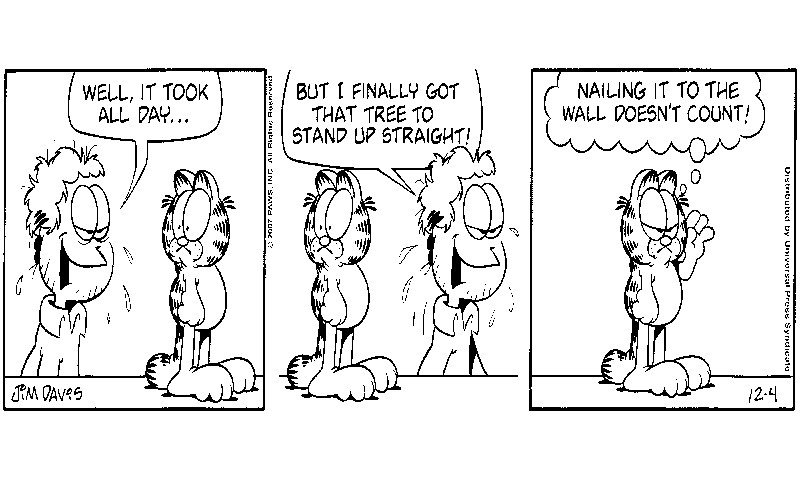 WELL, IT TOOK
ALL DAY...
JIM DAVIS
© 2007 PAWS, INC. All Rights Reserved.
BUT I FINALLY GOT
THAT TREE TO
STAND UP STRAIGHT!
NAILING IT TO THE
WALL DOESN'T COUNT!
Distributed by Universal Press Syndicate
12-4